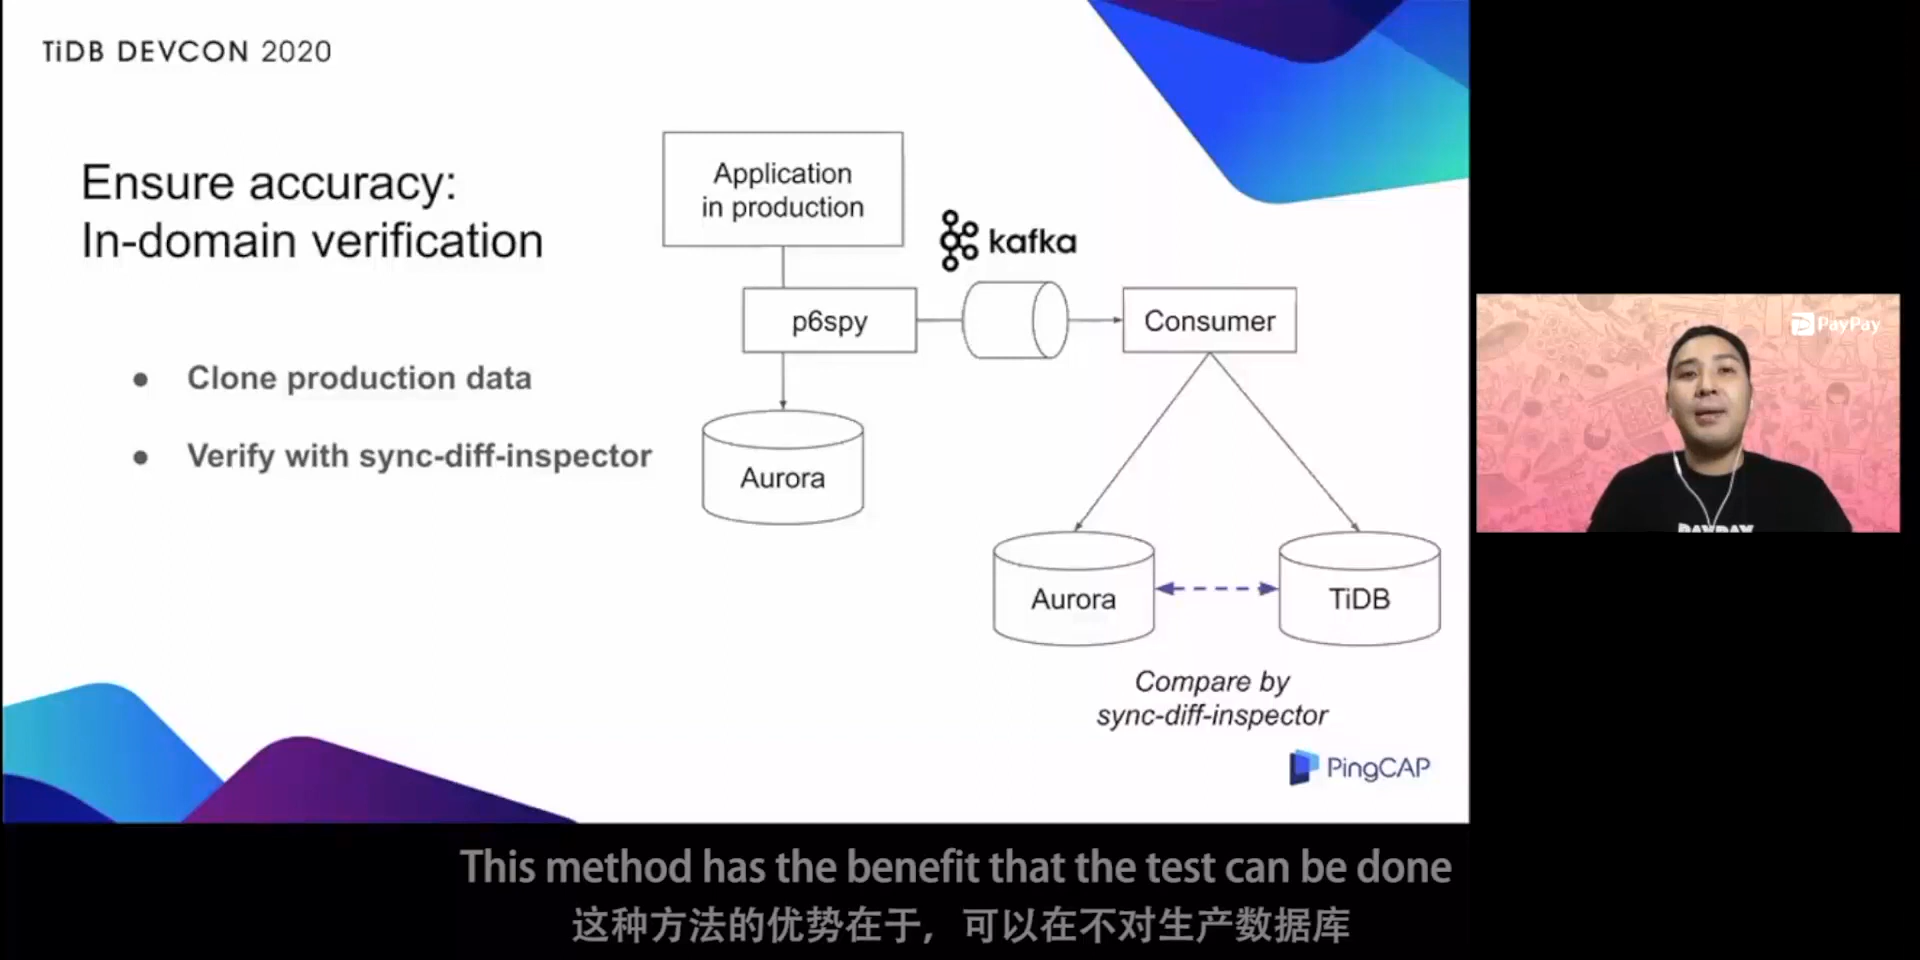 TiDB DEVCON 2020
Ensure accuracy:
In-domain verification
Clone production data
Verify with sync-diff-inspector
Application
in production
kafka
p6spy
Consumer
Aurora
Aurora
TiDB
Compare by
sync-diff-inspector
PingCAP
PayPay
PAYPAY
This method has the benefit that the test can be done
这种方法的优势在于，可以在不对生产数据库